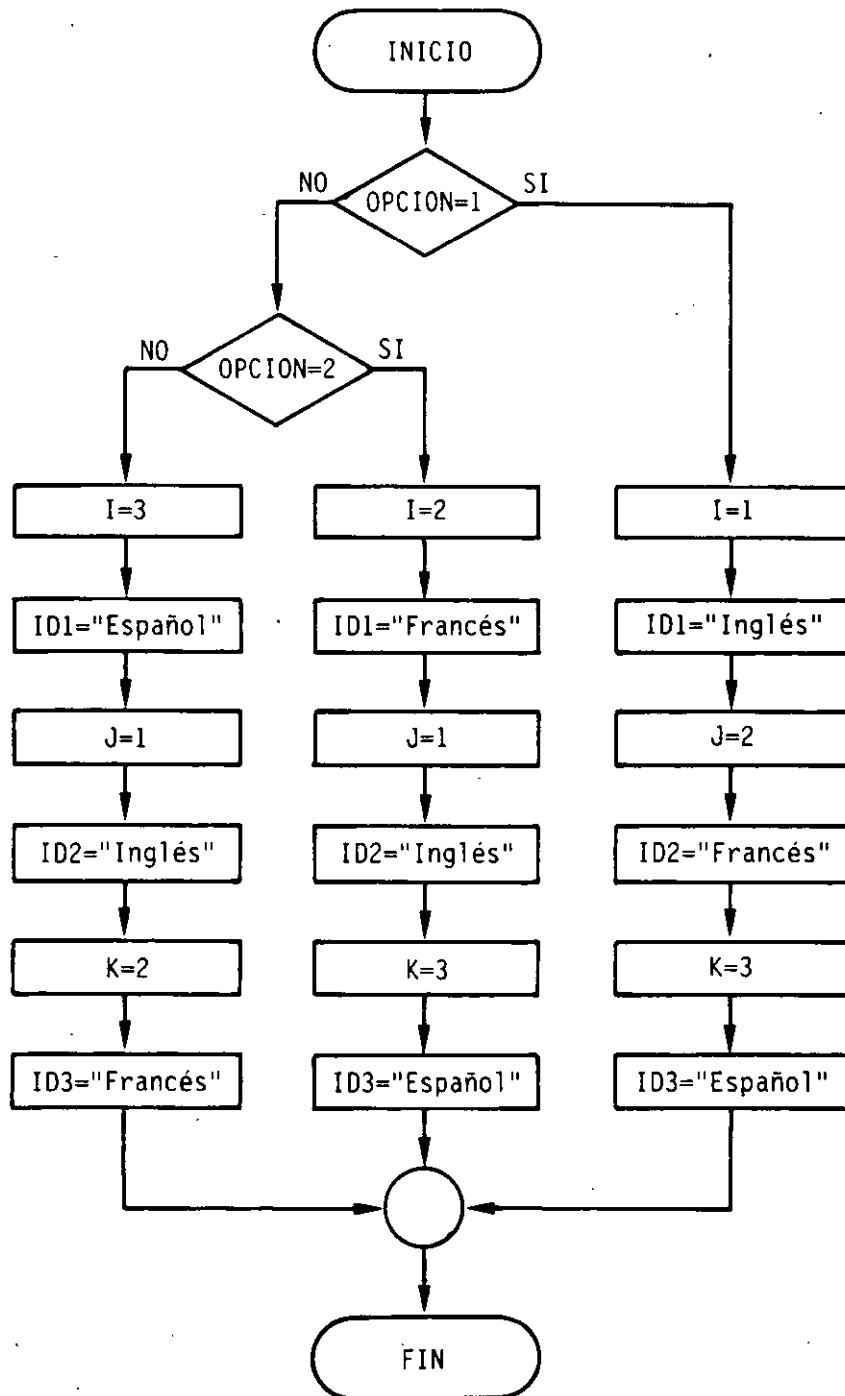 INICIO
NO
OPCION=1
SI
NO
OPCION=2
SI
I=3
I=2
I=1
ID1="Español"
ID1="Francés"
ID1="Inglés"
J=1
J=1
J=2
ID2="Inglés"
ID2="Inglés"
ID2="Francés"
K=2
K=3
K=3
ID3="Francés"
ID3="Español"
ID3="Español"
FIN